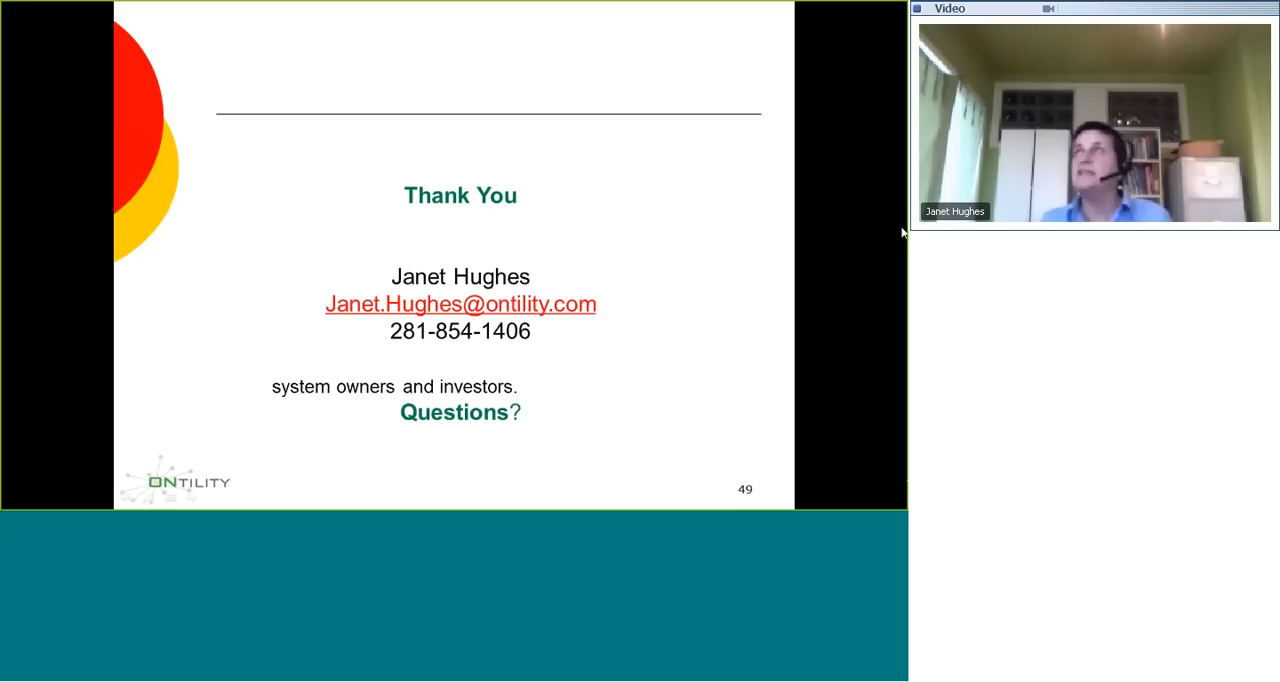 Thank You
Janet Hughes
Janet.Hughes@ontility.com
281-854-1406
system owners and investors.
Questions?
ONTILITY
49
Video
Janet Hughes